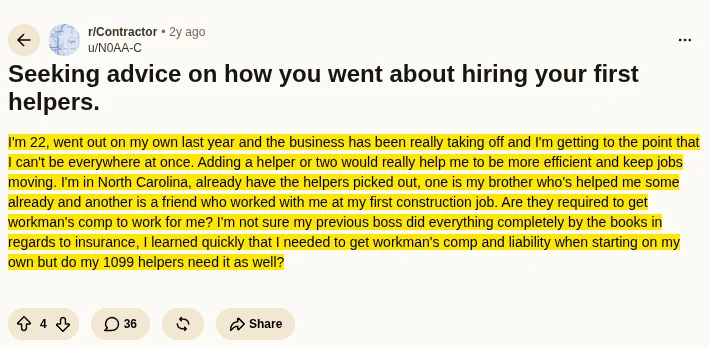 r/Contractor • 2y ago
u/N0AA-C
Seeking advice on how you went about hiring your first
helpers.
I'm 22, went out on my own last year and the business has been really taking off and I'm getting to the point that
I can't be everywhere at once. Adding a helper or two would really help me to be more efficient and keep jobs
moving. I'm in North Carolina, already have the helpers picked out, one is my brother who's helped me some
already and another is a friend who worked with me at my first construction job. Are they required to get
workman's comp to work for me? I'm not sure my previous boss did everything completely by the books in
regards to insurance, I learned quickly that I needed to get workman's comp and liability when starting on my
own but do my 1099 helpers need it as well?
4
36
Share